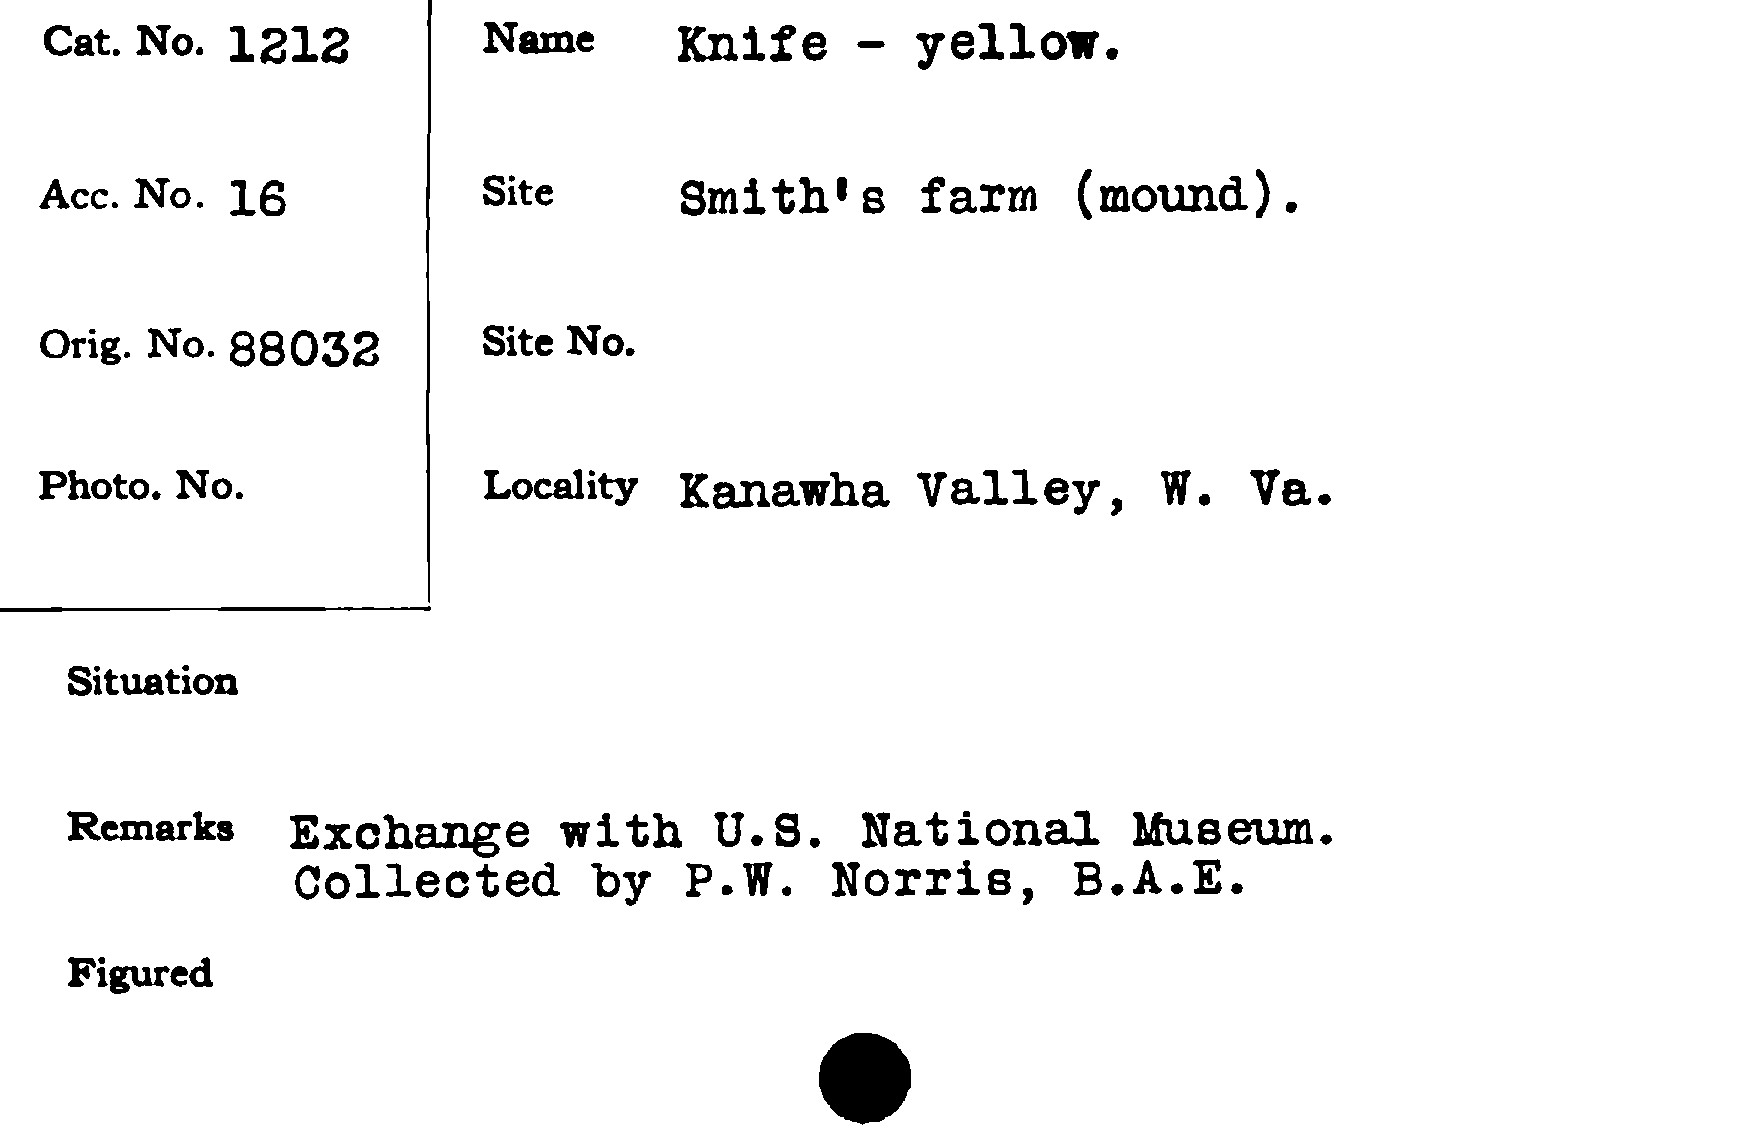 Cat. No. 1212
Acc. No. 16
Orig. No. 88032
Photo. No.
Name Knife - yellow.
Site Smith's farm (mound).
Site No.
Locality Kanawha Valley, W. Va.
Situation
Remarks Exchange with U.S. National Museum.
Collected by P.W. Norris, B.A.E.
Figured